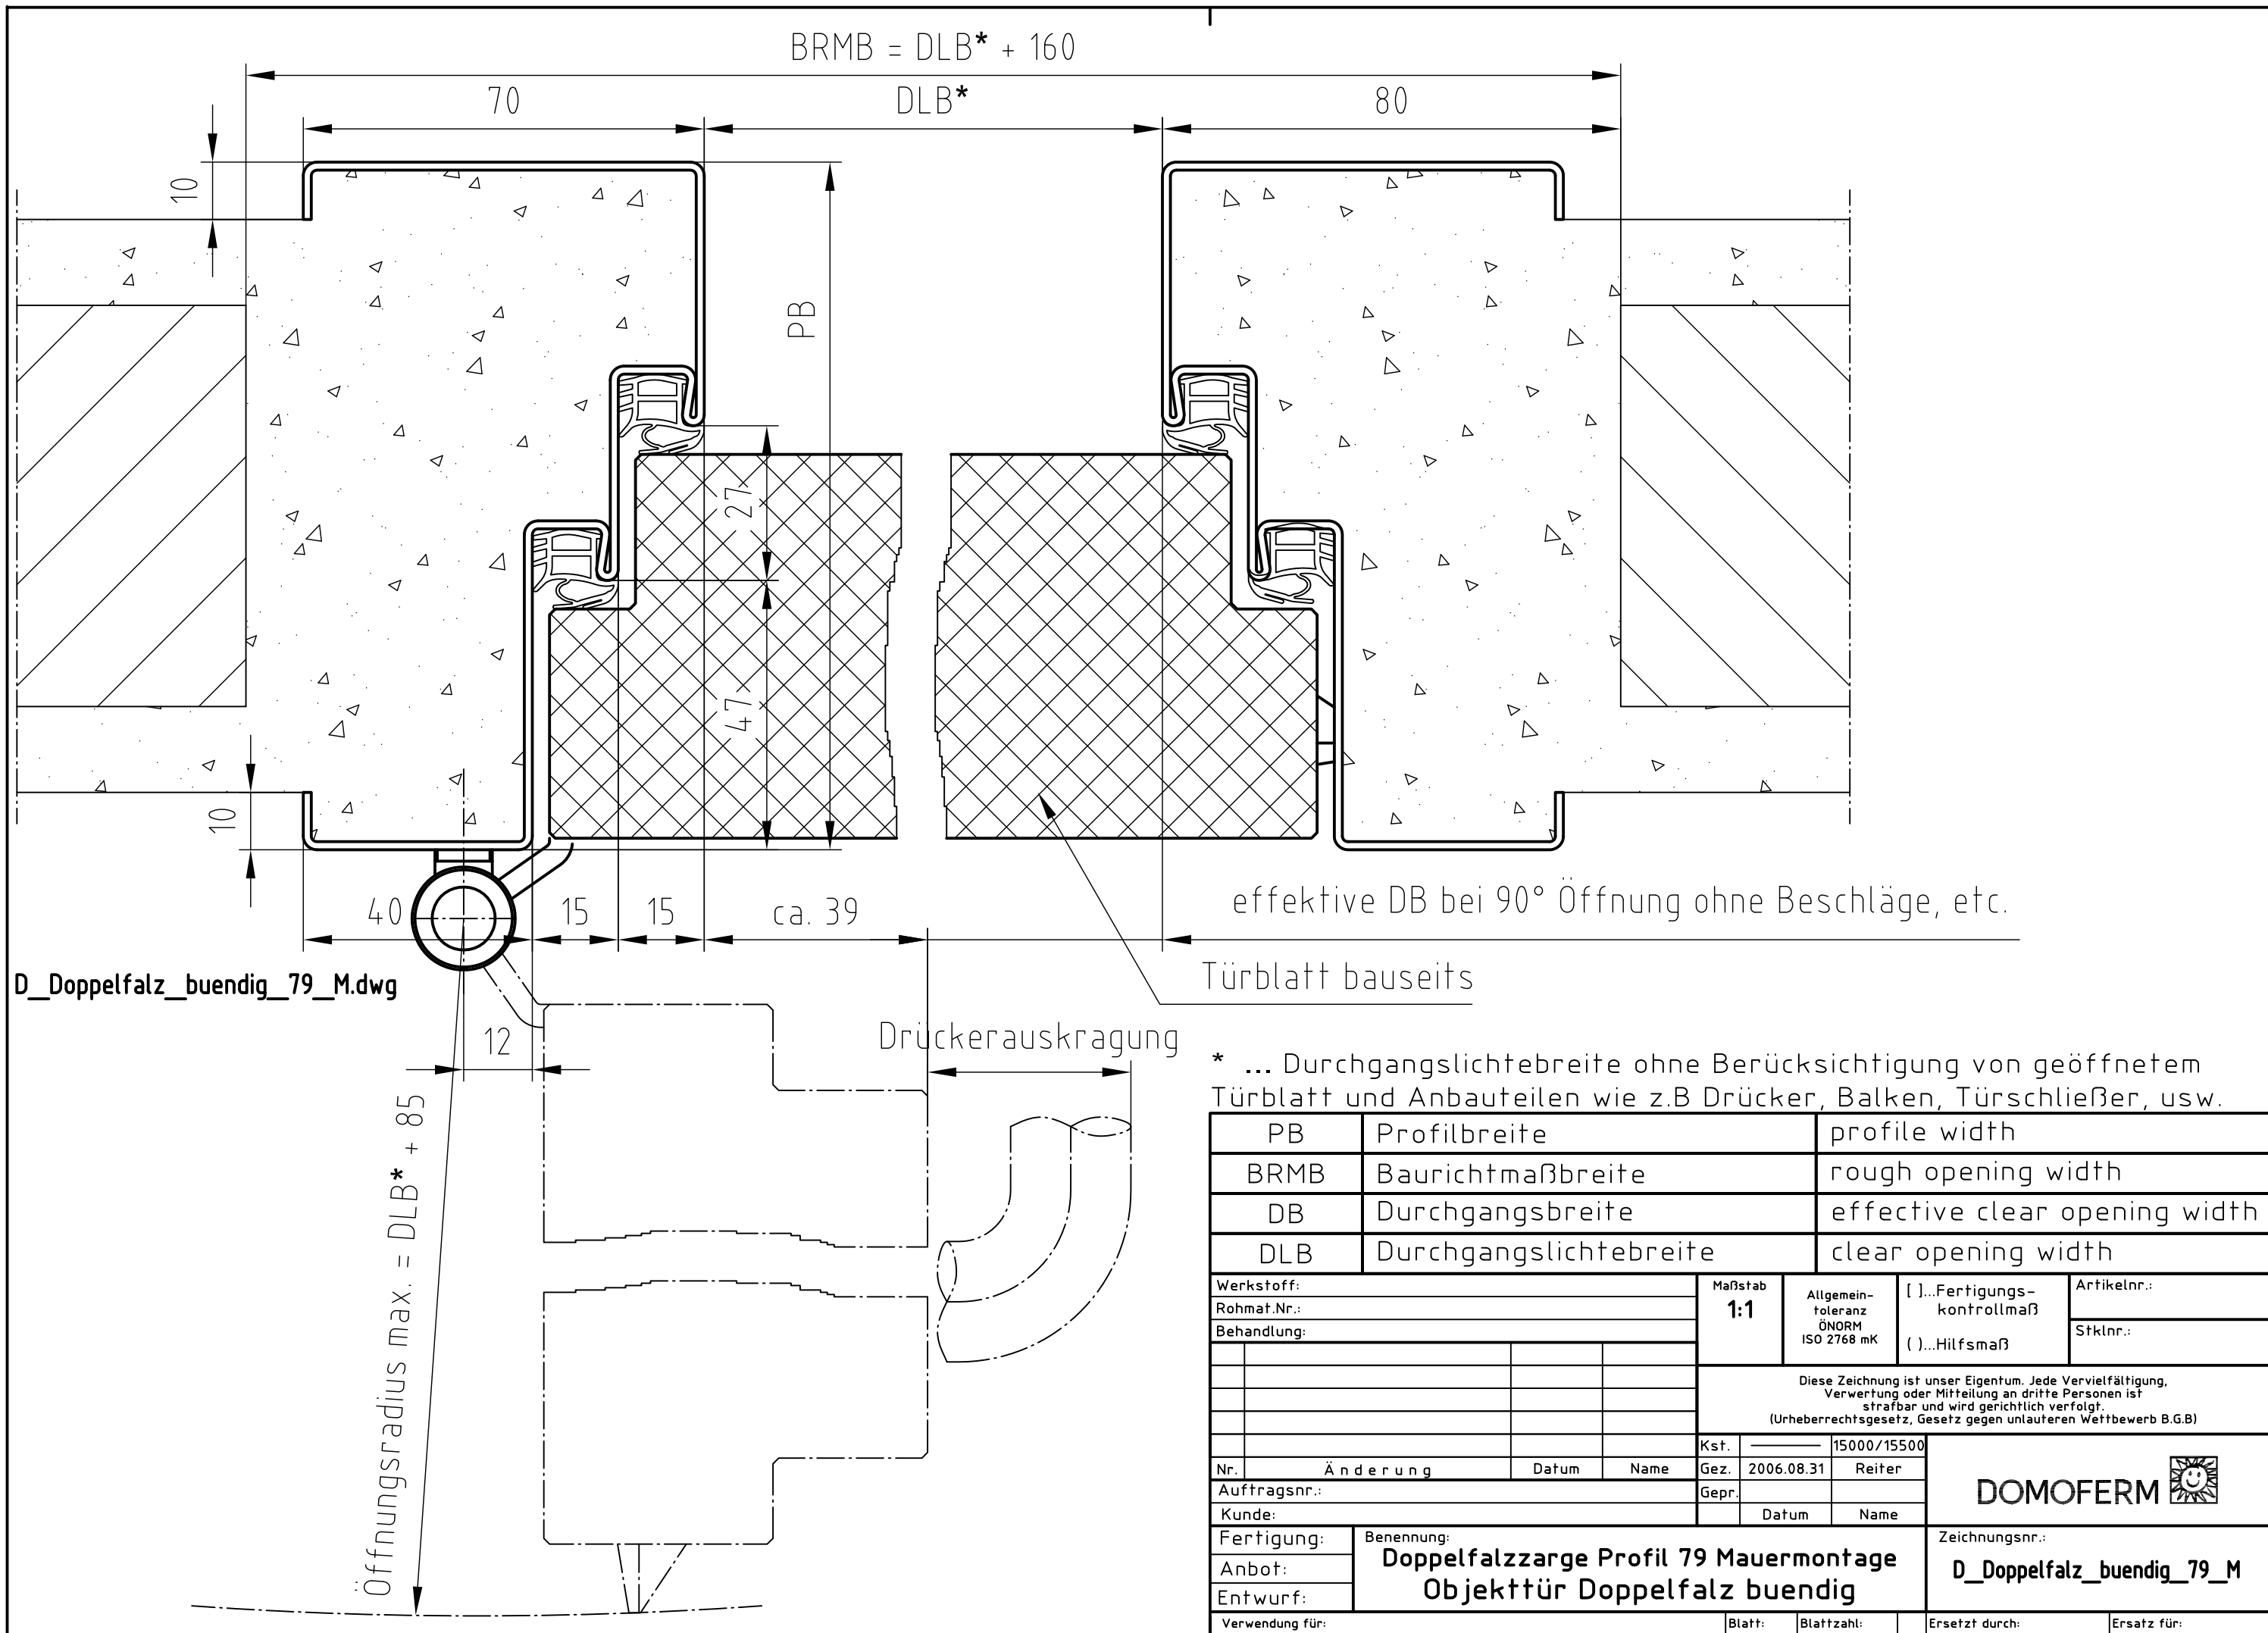 BRMB = DLB* + 160
70
DLB*
80
10
PB
27
47
10
40
15
15
ca. 39
effektive DB bei 90° Öffnung ohne Beschläge, etc.
D_Doppelfalz_buendig_79_M.dwg
Türblatt bauseits
12
Drückerauskragung
Öffnungsradius max. = DLB* + 85
* ... Durchgangslichtebreite ohne Berücksichtigung von geöffnetem
Türblatt und Anbauteilen wie z.B Drücker, Balken, Türschließer, usw.
PB Profilbreite profile width
BRMB Baurichtmaßbreite rough opening width
DB Durchgangsbreite effective clear opening width
DLB Durchgangslichtebreite clear opening width
Werkstoff:
Rohmat.Nr.:
Behandlung:
Maßstab
1:1
Allgemein-
toleranz
ÖNORM
ISO 2768 mK
[ ]...Fertigungs-
kontrollmaß
( )...Hilfsmaß
Artikelnr.:
Stklnr.:
Diese Zeichnung ist unser Eigentum. Jede Vervielfältigung,
Verwertung oder Mitteilung an dritte Personen ist
strafbar und wird gerichtlich verfolgt.
(Urheberrechtsgesetz, Gesetz gegen unlauteren Wettbewerb B.G.B)
Nr. Änderung Datum Name
Kst. 15000/15500
Gez. 2006.08.31 Reiter
Gepr.
Datum Name
DOMOFERM
Auftragsnr.:
Kunde:
Fertigung:
Anbot:
Entwurf:
Benennung:
Doppelfalzzarge Profil 79 Mauermontage
Objekttür Doppelfalz buendig
Zeichnungsnr.:
D_Doppelfalz_buendig_79_M
Verwendung für: Blatt: Blattzahl: Ersetzt durch: Ersatz für: